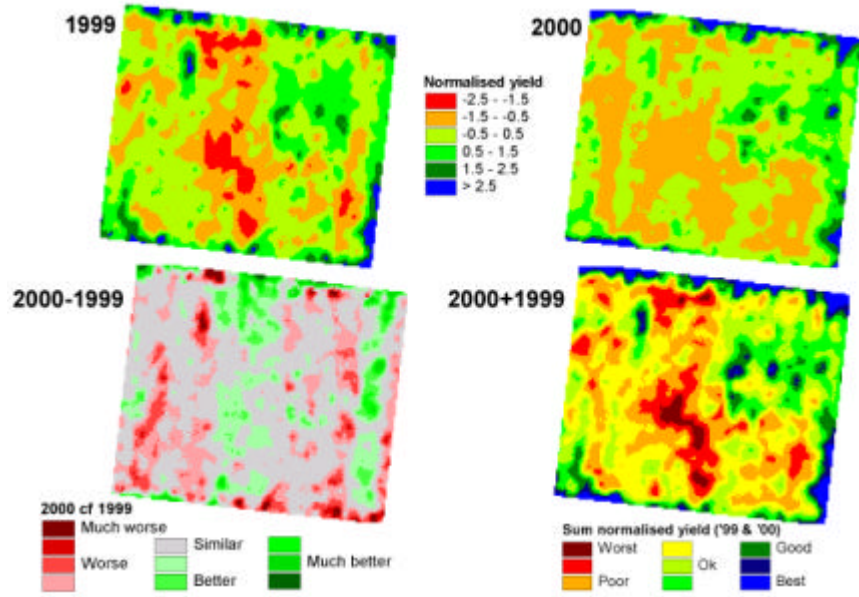 1999
2000
Normalised yield
-2.5 - -1.5
-1.5 - -0.5
-0.5 - 0.5
0.5 - 1.5
1.5 - 2.5
> 2.5
2000-1999
2000+1999
2000 cf 1999
Much worse
Worse
Similar
Better
Much better
Sum normalised yield ('99 & '00)
Worst
Poor
Ok
Good
Best